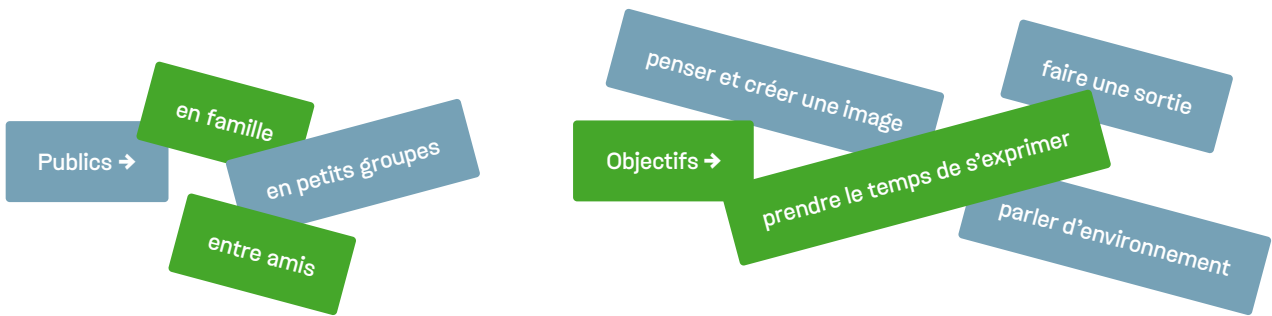 Publics →
en famille
en petits groupes
entre amis
Objectifs →
penser et créer une image
faire une sortie
prendre le temps de s'exprimer
parler d'environnement